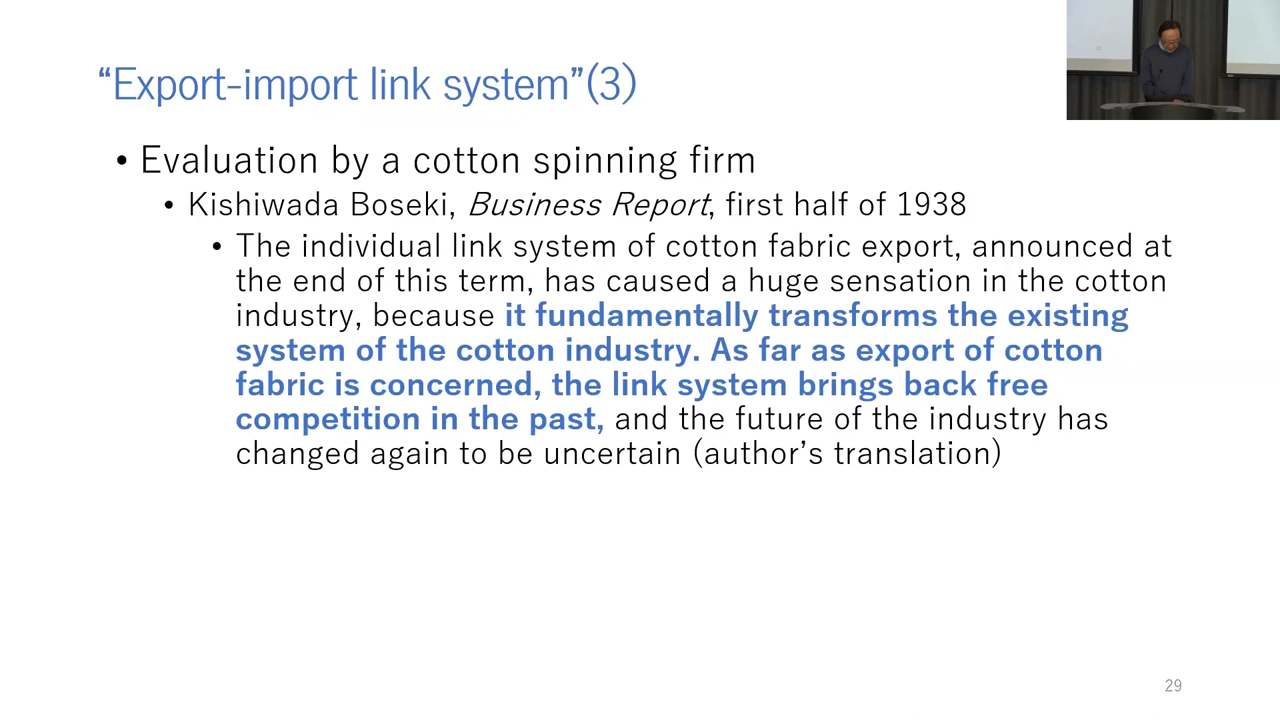 “Export-import link system”(3)
• Evaluation by a cotton spinning firm
• Kishiwada Boseki, Business Report, first half of 1938
• The individual link system of cotton fabric export, announced at
the end of this term, has caused a huge sensation in the cotton
industry, because it fundamentally transforms the existing
system of the cotton industry. As far as export of cotton
fabric is concerned, the link system brings back free
competition in the past, and the future of the industry has
changed again to be uncertain (author’s translation)
29